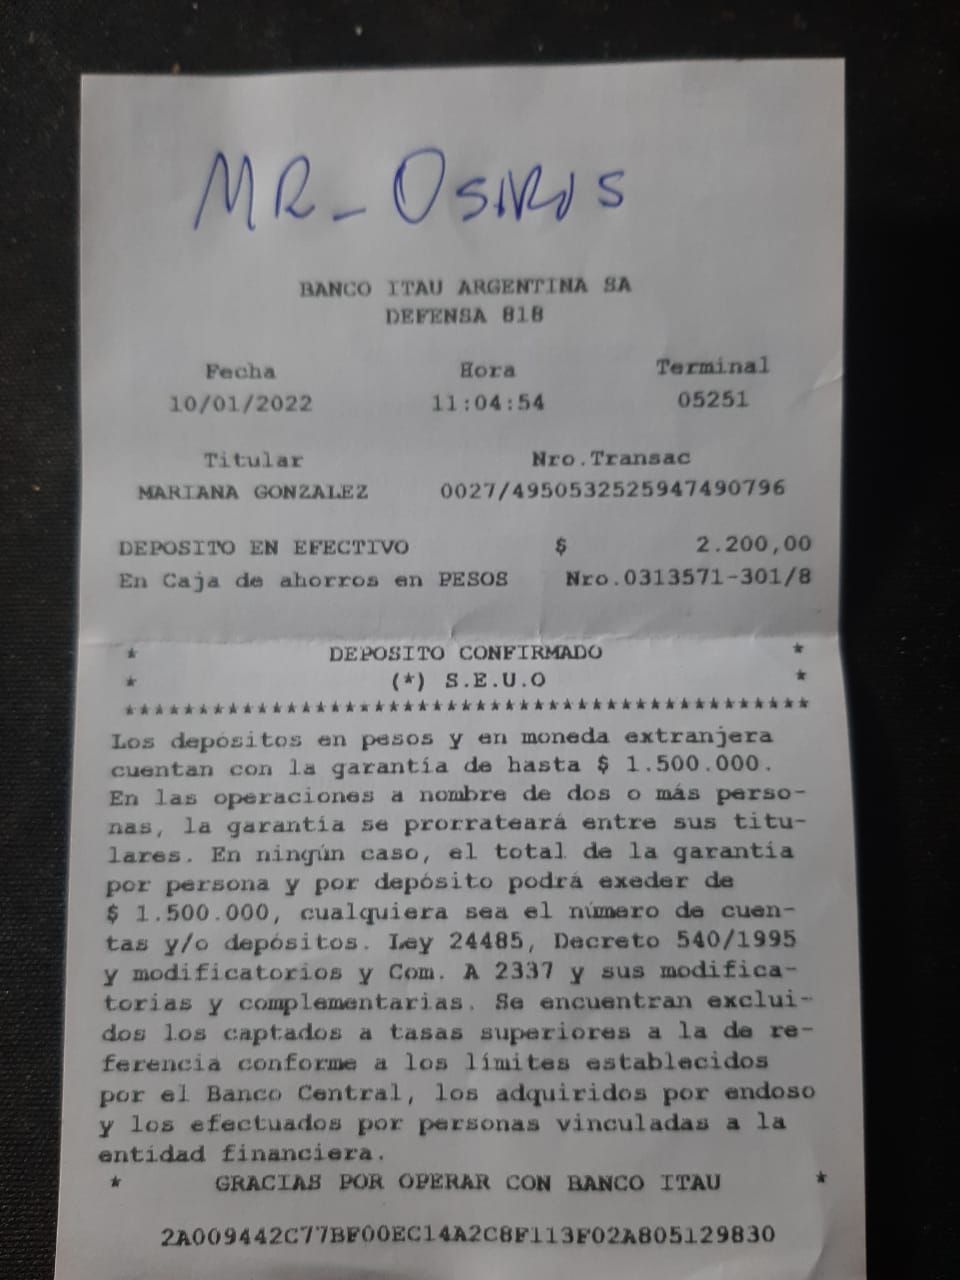 MR_OSIRIS
BANCO ITAU ARGENTINA SA
DEFENSA 818
Fecha Hora Terminal
10/01/2022 11:04:54 05251
Titular Nro.Transac
MARIANA GONZALEZ 0027/4950532525947490796
DEPOSITO EN EFECTIVO $ 2.200,00
En Caja de ahorros en PESOS Nro.0313571-301/8
* DEPOSITO CONFIRMADO *
* (*) S.E.U.O *
***********************************************
Los depósitos en pesos y en moneda extranjera
cuentan con la garantía de hasta $ 1.500.000.
En las operaciones a nombre de dos o más perso-
nas, la garantía se prorrateará entre sus titu-
lares. En ningún caso, el total de la garantía
por persona y por depósito podrá exeder de
$ 1.500.000, cualquiera sea el número de cuen-
tas y/o depósitos. Ley 24485, Decreto 540/1995
y modificatorios y Com. A 2337 y sus modifica-
torias y complementarias. Se encuentran exclui-
dos los captados a tasas superiores a la de re-
ferencia conforme a los límites establecidos
por el Banco Central, los adquiridos por endoso
y los efectuados por personas vinculadas a la
entidad financiera.
* GRACIAS POR OPERAR CON BANCO ITAU *
2A009442C77BF00EC14A2C8F113F02A805129830